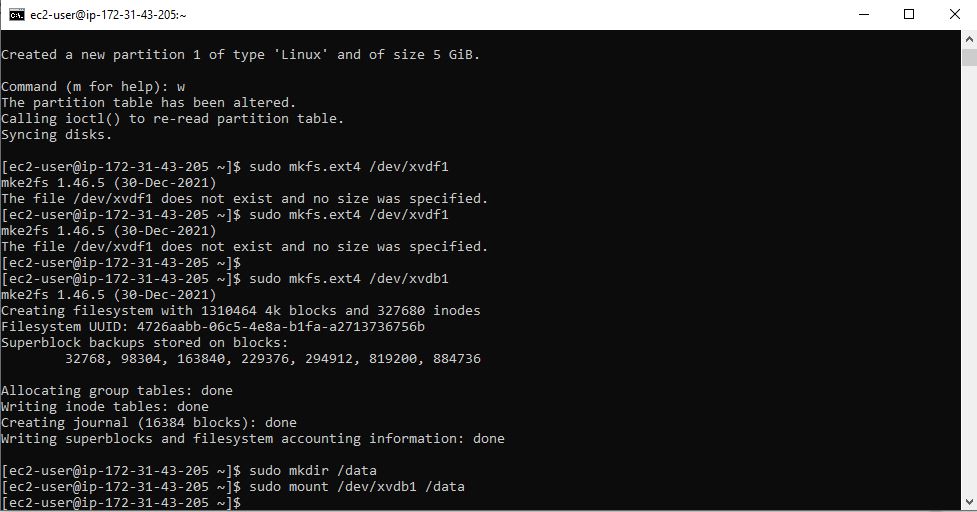 ec2-user@ip-172-31-43-205:~
Created a new partition 1 of type 'Linux' and of size 5 GiB.
Command (m for help): w
The partition table has been altered.
Calling ioctl() to re-read partition table.
Syncing disks.
[ec2-user@ip-172-31-43-205 ~]$ sudo mkfs.ext4 /dev/xvdf1
mke2fs 1.46.5 (30-Dec-2021)
The file /dev/xvdf1 does not exist and no size was specified.
[ec2-user@ip-172-31-43-205 ~]$ sudo mkfs.ext4 /dev/xvdf1
mke2fs 1.46.5 (30-Dec-2021)
The file /dev/xvdf1 does not exist and no size was specified.
[ec2-user@ip-172-31-43-205 ~]$
[ec2-user@ip-172-31-43-205 ~]$ sudo mkfs.ext4 /dev/xvdb1
mke2fs 1.46.5 (30-Dec-2021)
Creating filesystem with 1310464 4k blocks and 327680 inodes
Filesystem UUID: 4726aabb-06c5-4e8a-b1fa-a2713736756b
Superblock backups stored on blocks:
        32768, 98304, 163840, 229376, 294912, 819200, 884736
Allocating group tables: done
Writing inode tables: done
Creating journal (16384 blocks): done
Writing superblocks and filesystem accounting information: done
[ec2-user@ip-172-31-43-205 ~]$ sudo mkdir /data
[ec2-user@ip-172-31-43-205 ~]$ sudo mount /dev/xvdb1 /data
[ec2-user@ip-172-31-43-205 ~]$